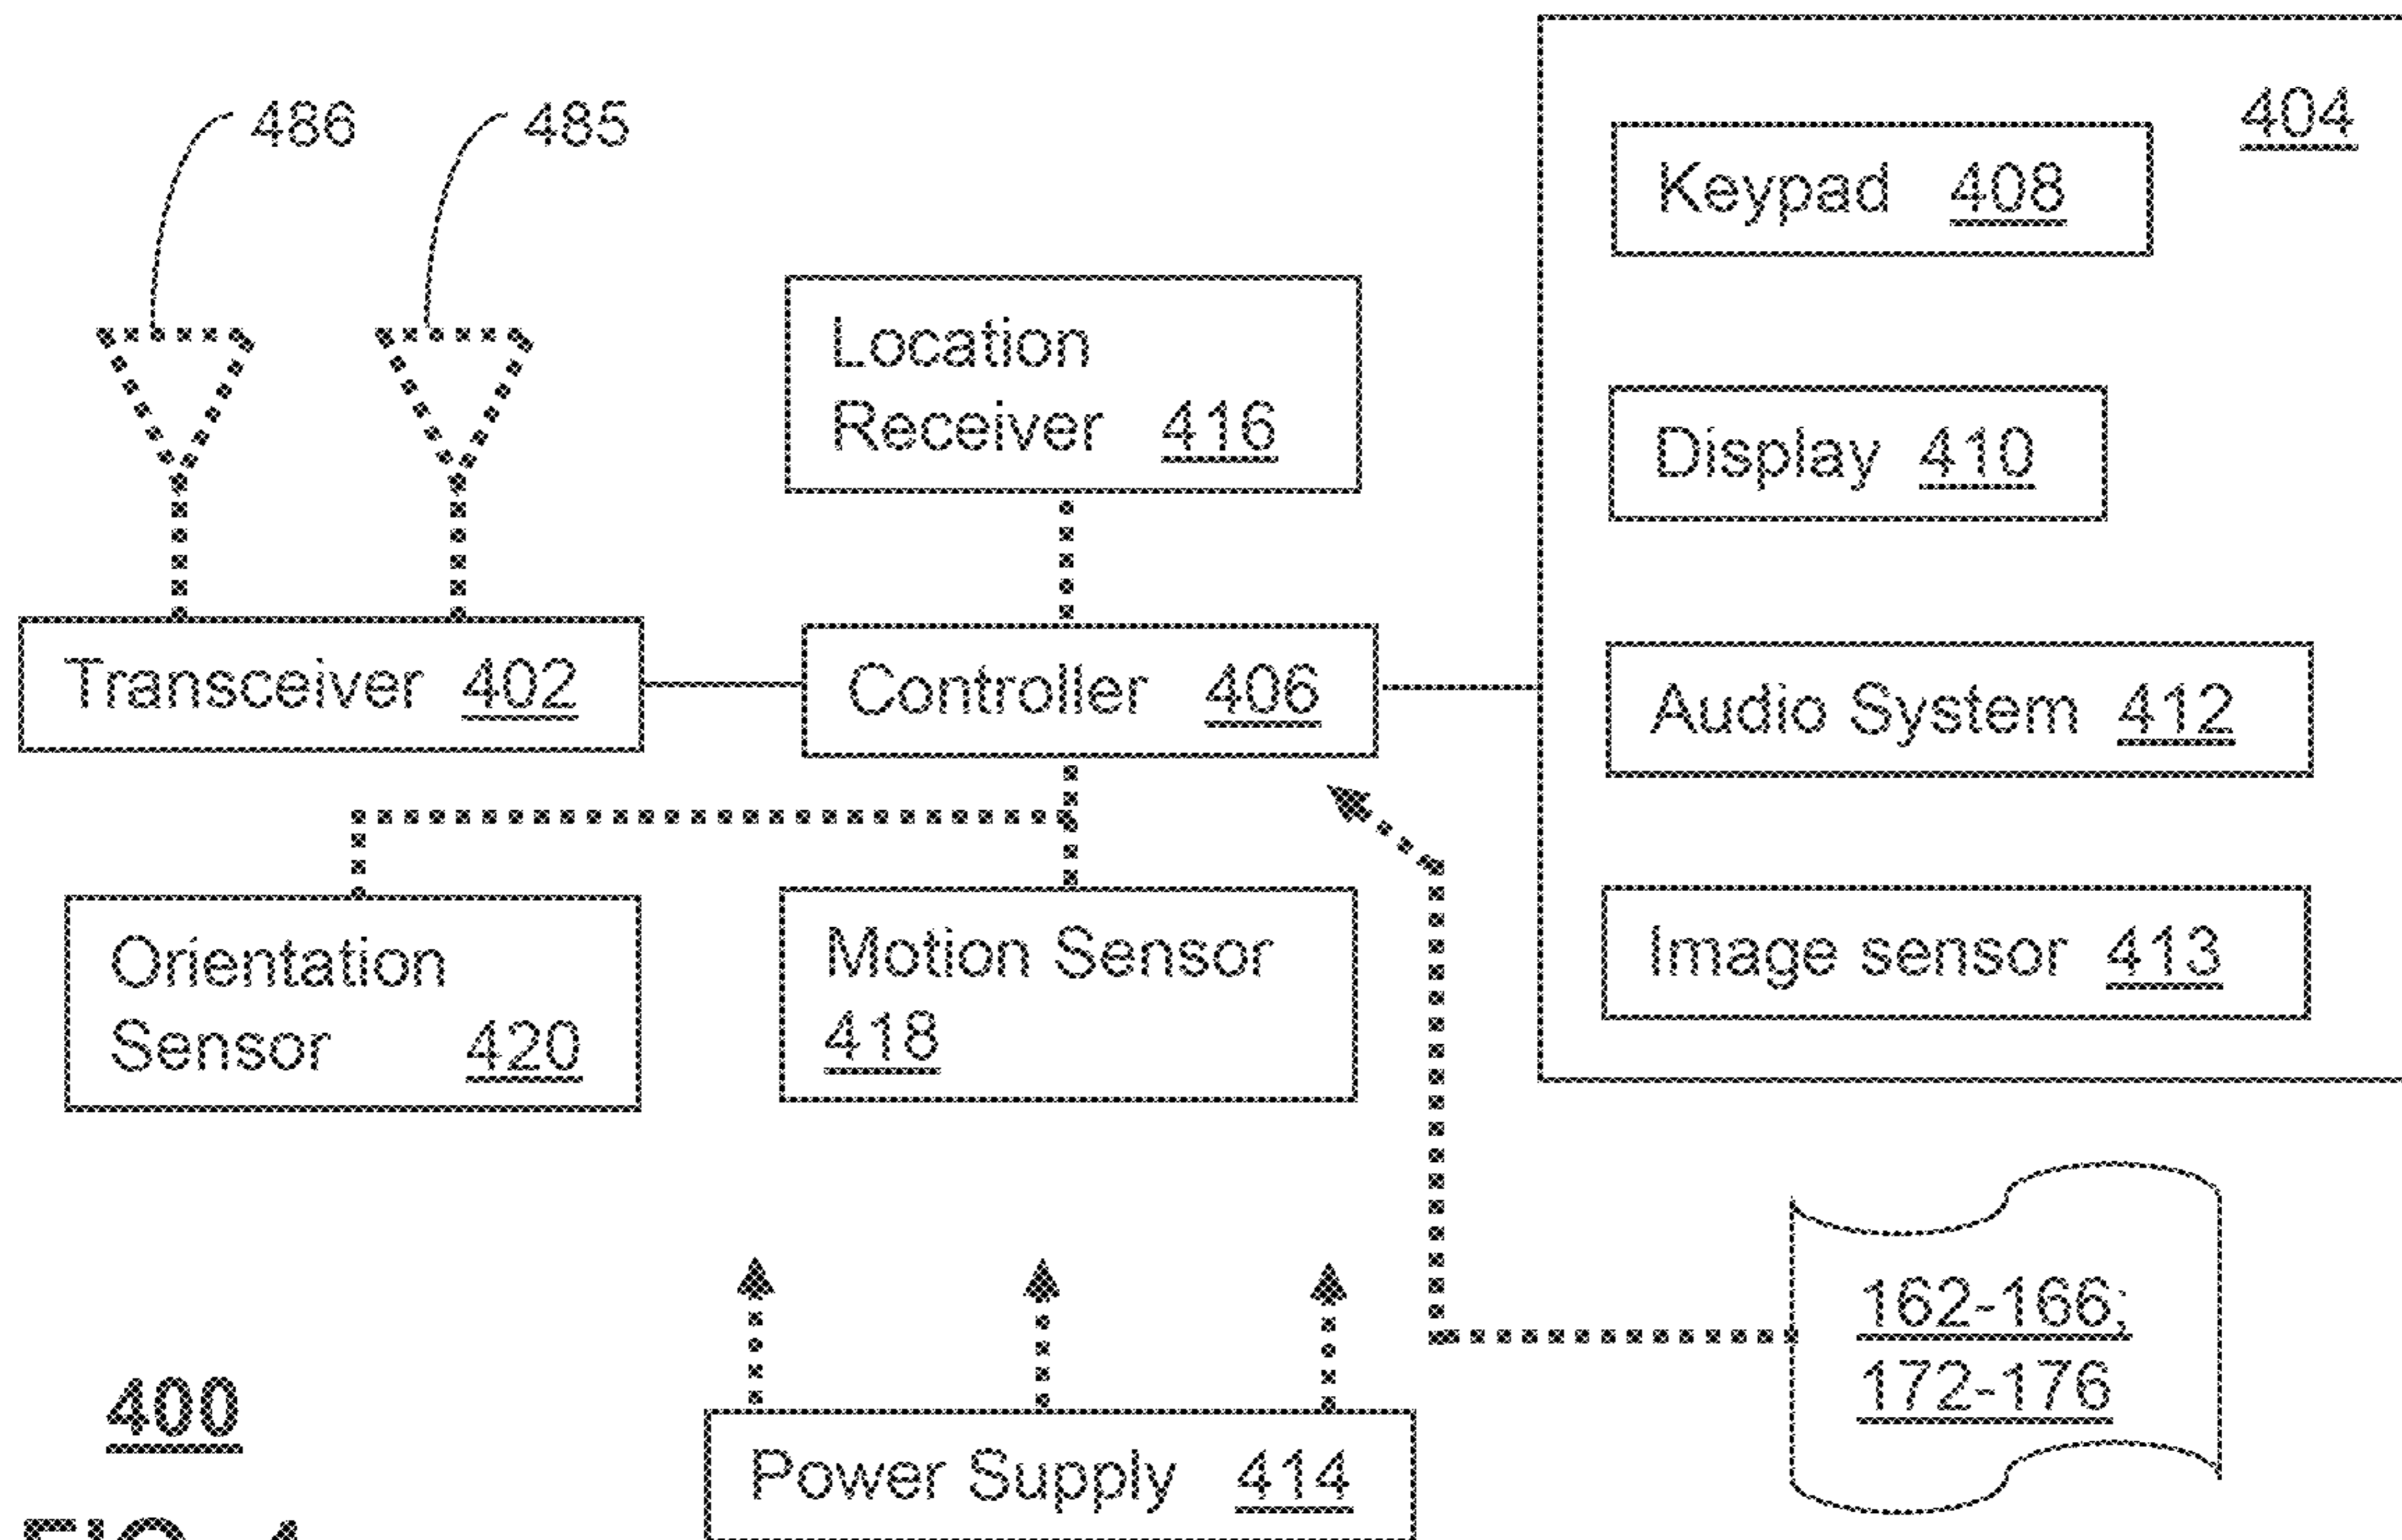 486
485
404
Keypad 408
Location
Receiver 416
Display 410
Transceiver 402
Controller 406
Audio System 412
Orientation
Sensor 420
Motion Sensor
418
Image sensor 413
162-166;
172-176
400
Power Supply 414